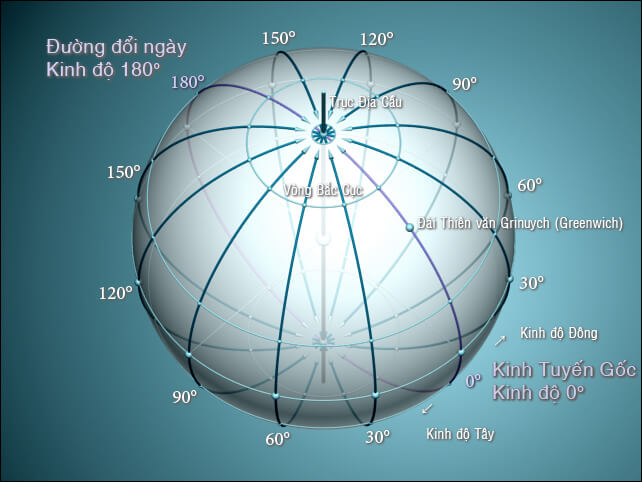 Đường đổi ngày
Kinh độ 180°
150°
120°
180°
90°
Trục Địa Cầu
150°
60°
Vòng Bắc Cực
Đài Thiên văn Grinuych (Greenwich)
120°
30°
Kinh độ Đông
0°
Kinh Tuyến Gốc
Kinh độ 0°
90°
60°
30°
Kinh độ Tây